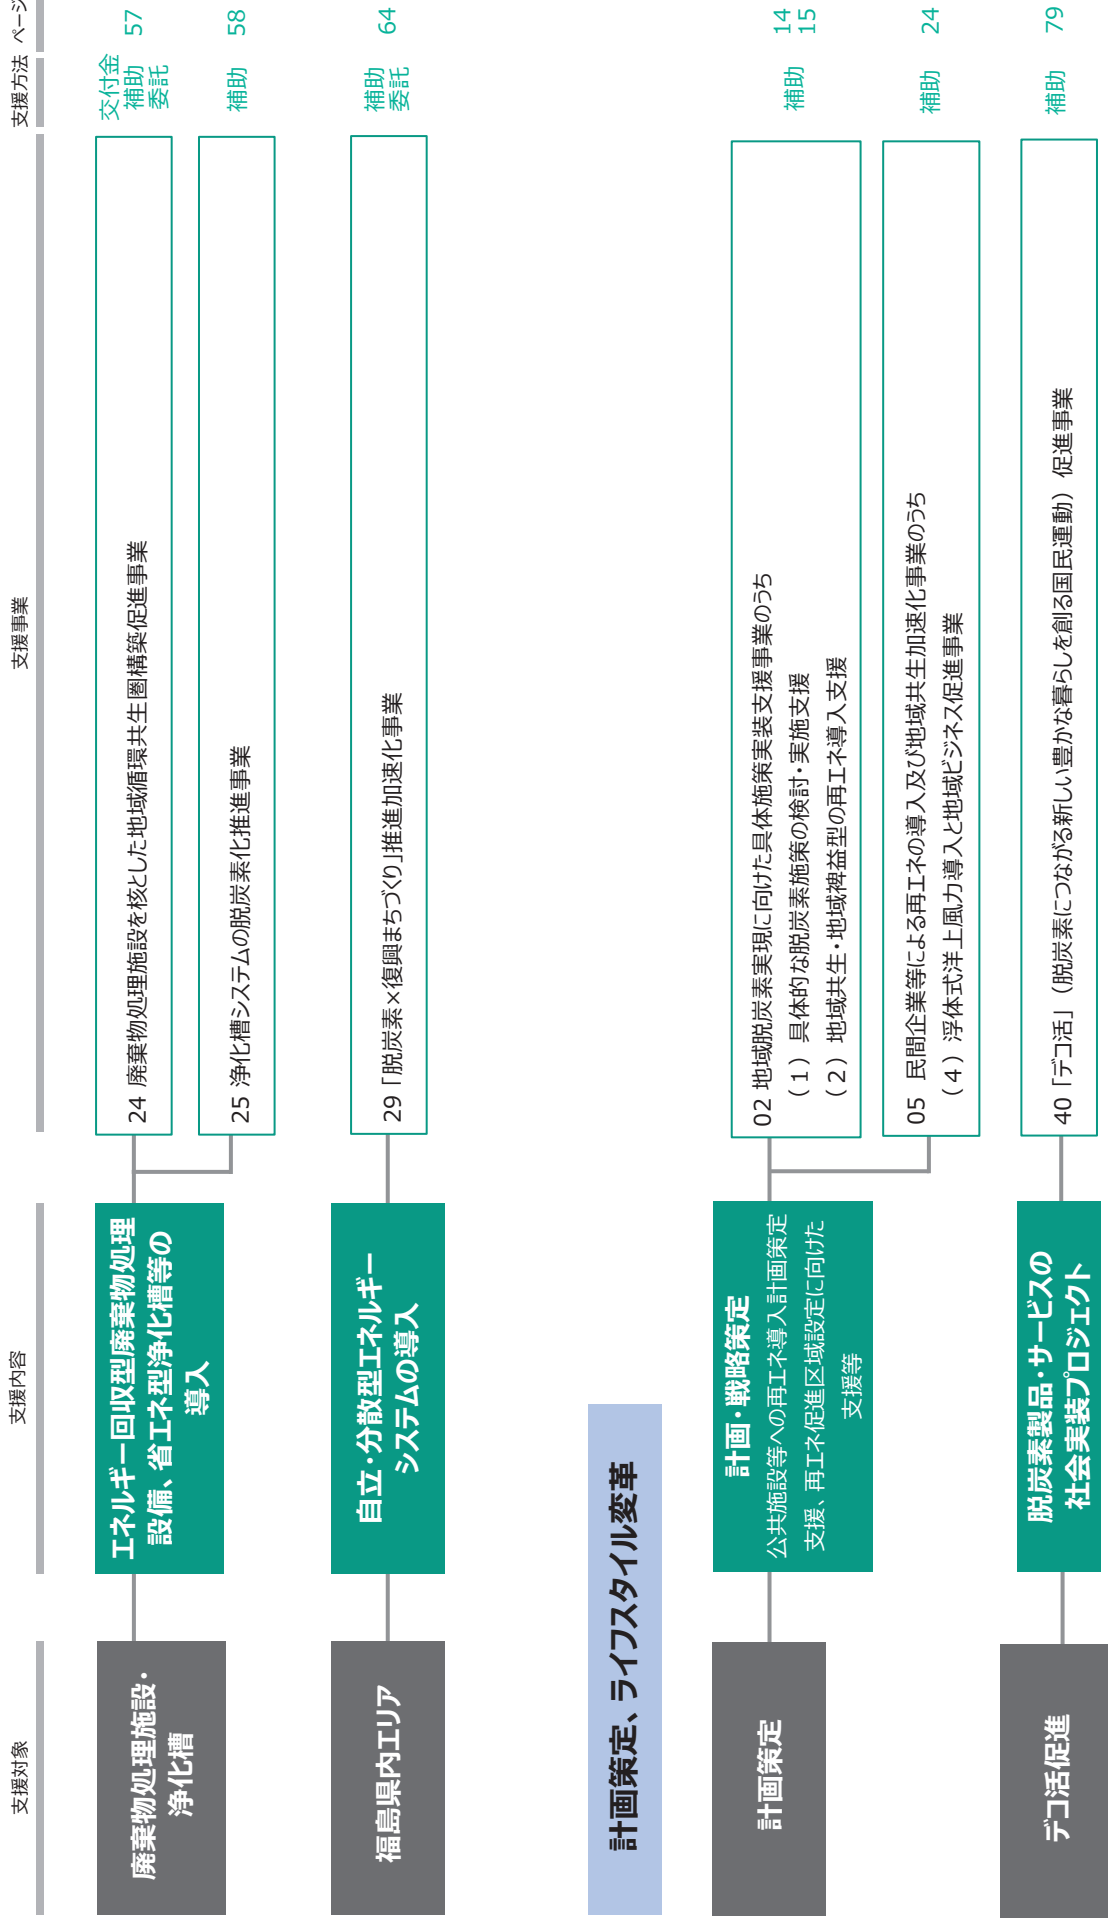 支援対象
支援内容
支援事業
支援方法
ページ
廃棄物処理施設・
浄化槽
エネルギー回収型廃棄物処理
設備、省エネ型浄化槽等の
導入
24 廃棄物処理施設を核とした地域循環共生圏構築促進事業
交付金
補助
委託
57
25 浄化槽システムの脱炭素化推進事業
補助
58
福島県内エリア
自立・分散型エネルギー
システムの導入
29「脱炭素×復興まちづくり」推進加速化事業
補助
委託
64
計画策定、ライフスタイル変革
計画策定
計画・戦略策定
公共施設等への再エネ導入計画策定
支援、再エネ促進区域設定に向けた
支援等
02 地域脱炭素実現に向けた具体施策実装支援事業のうち
（1）具体的な脱炭素施策の検討・実施支援
（2）地域共生・地域裨益型の再エネ導入支援
補助
14
15
05 民間企業等による再エネの導入及び地域共生加速化事業のうち
（4）浮体式洋上風力導入と地域ビジネス促進事業
補助
24
デコ活促進
脱炭素製品・サービスの
社会実装プロジェクト
40「デコ活」（脱炭素につながる新しい豊かな暮らしを創る国民運動）促進事業
補助
79